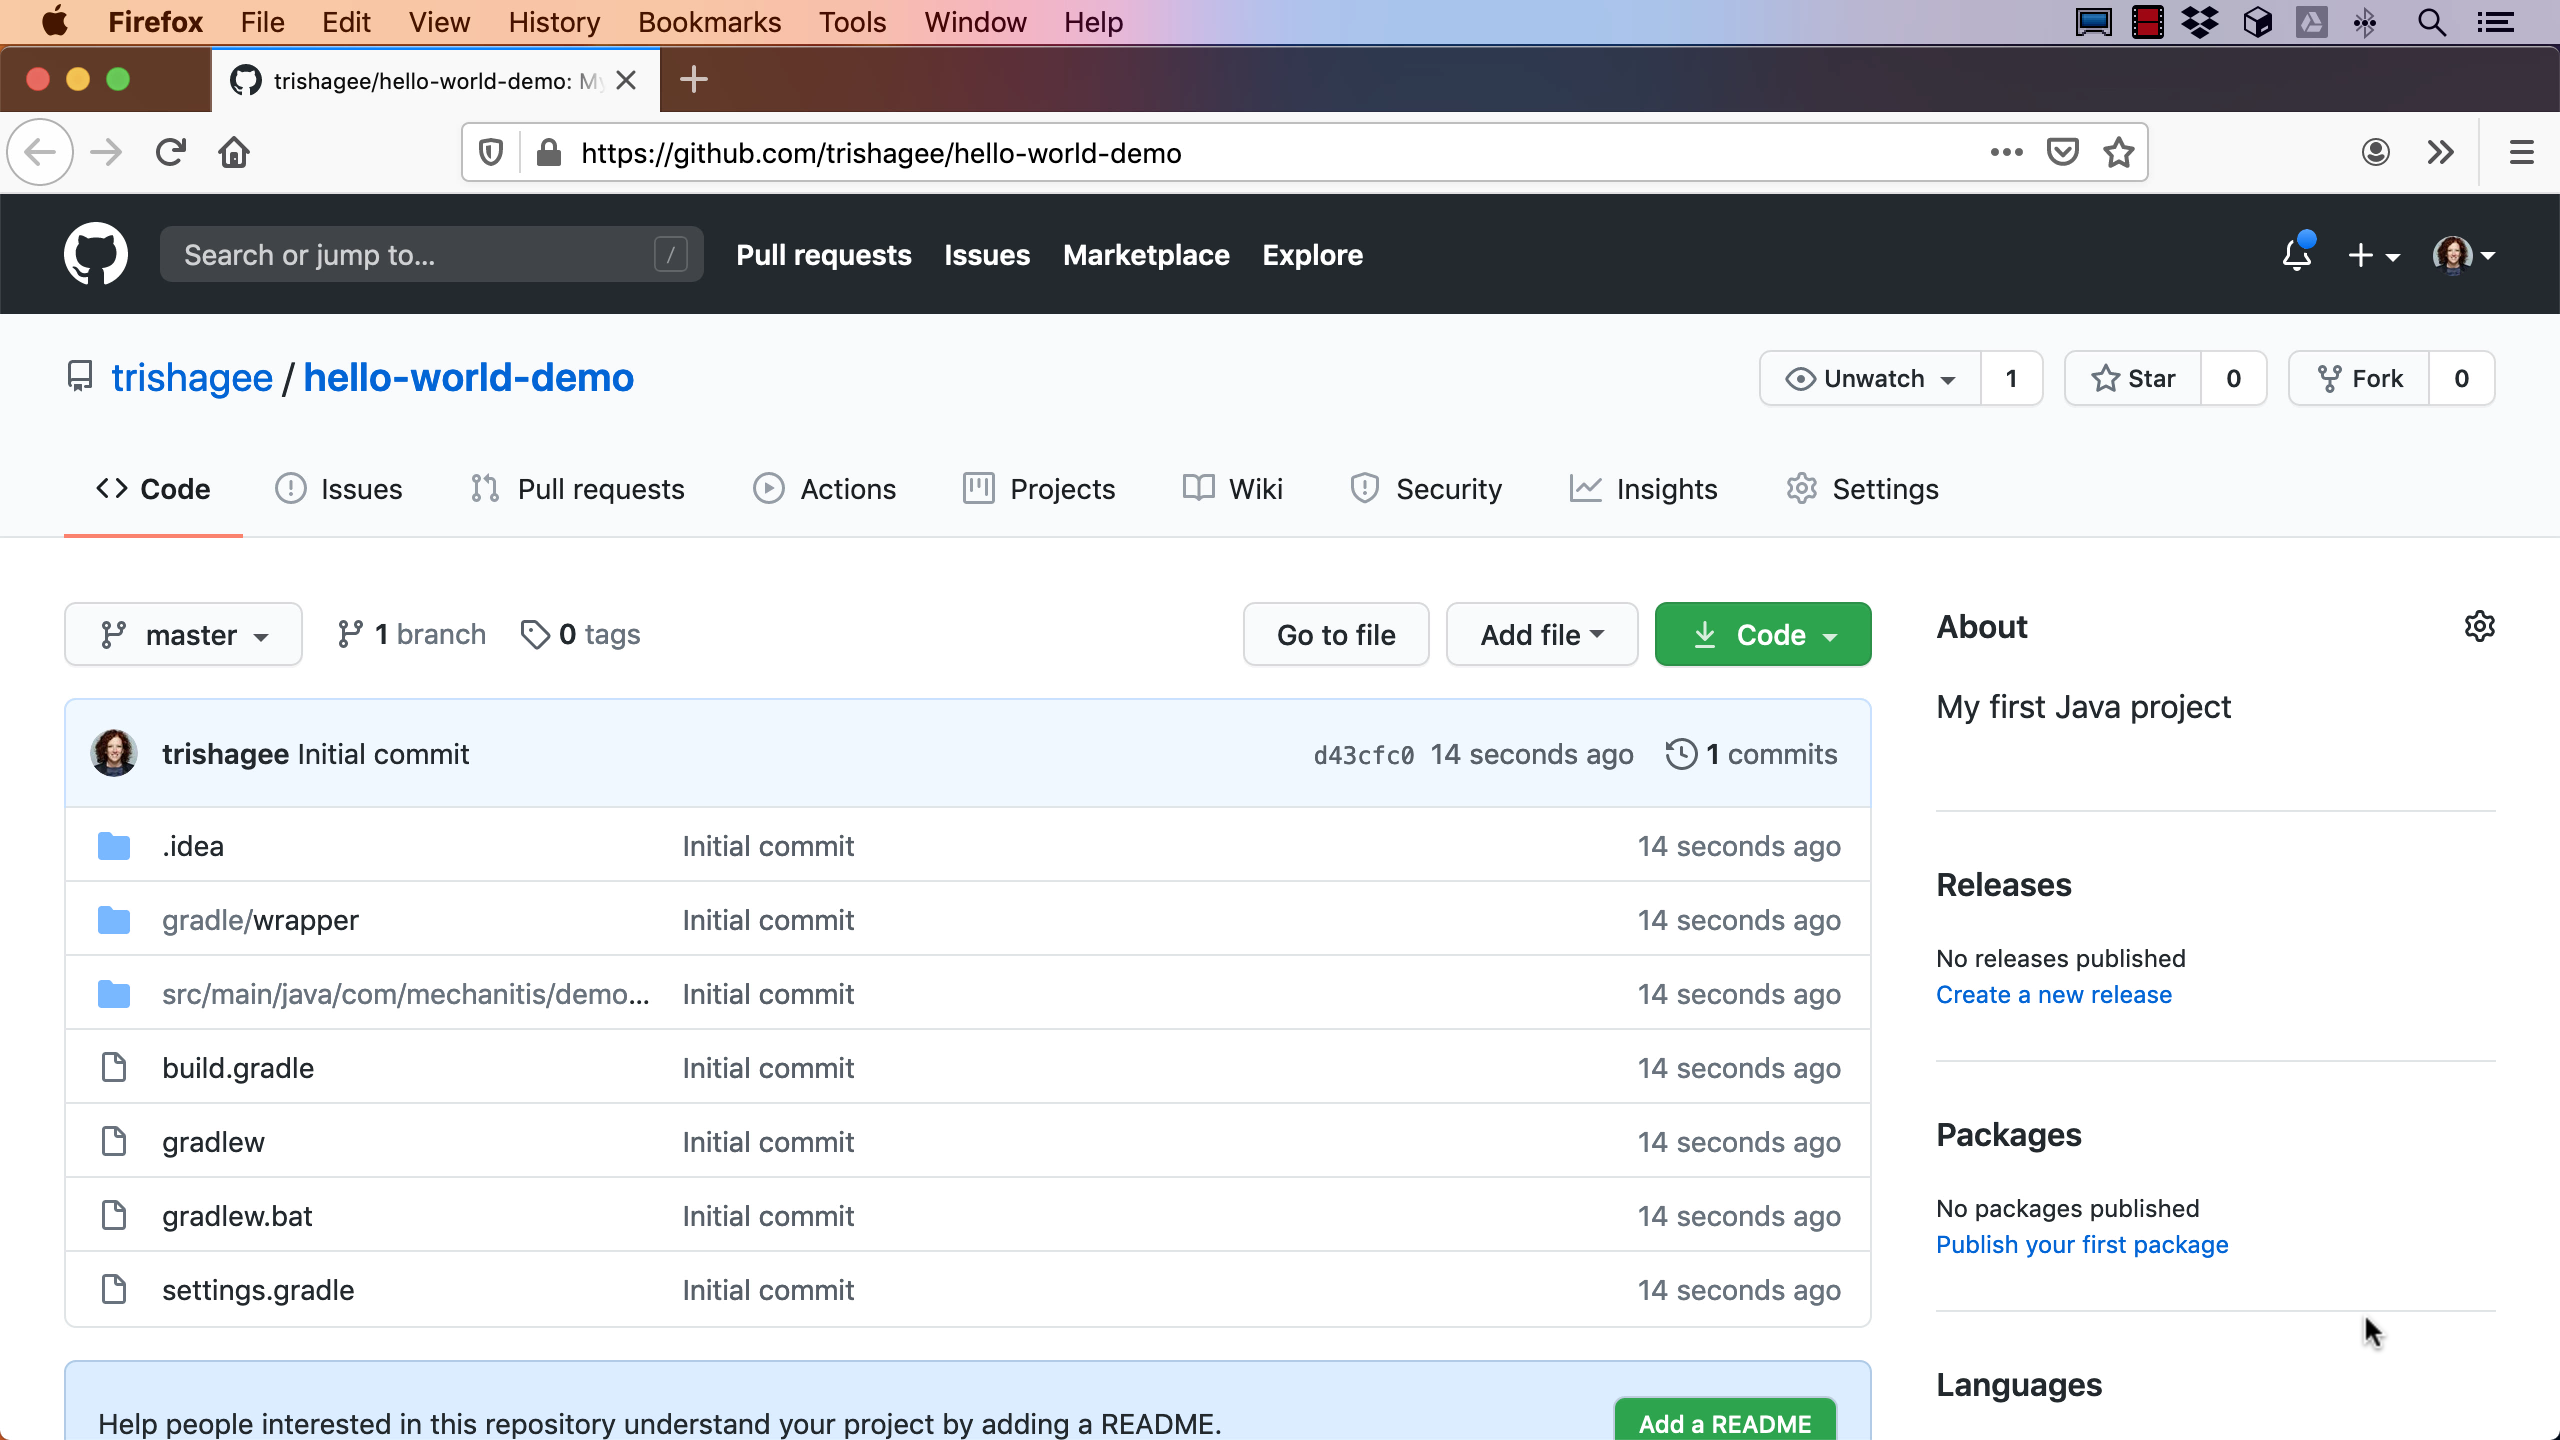 Firefox File Edit View History Bookmarks Tools Window Help
trishagee/hello-world-demo: My
https://github.com/trishagee/hello-world-demo
Search or jump to... / Pull requests Issues Marketplace Explore
trishagee / hello-world-demo Unwatch 1 Star 0 Fork 0
Code Issues Pull requests Actions Projects Wiki Security Insights Settings
master 1 branch 0 tags Go to file Add file Code
trishagee Initial commit d43cfc0 14 seconds ago 1 commits
.idea Initial commit 14 seconds ago
gradle/wrapper Initial commit 14 seconds ago
src/main/java/com/mechanitis/demo... Initial commit 14 seconds ago
build.gradle Initial commit 14 seconds ago
gradlew Initial commit 14 seconds ago
gradlew.bat Initial commit 14 seconds ago
settings.gradle Initial commit 14 seconds ago
Help people interested in this repository understand your project by adding a README. Add a README
About
My first Java project
Releases
No releases published
Create a new release
Packages
No packages published
Publish your first package
Languages